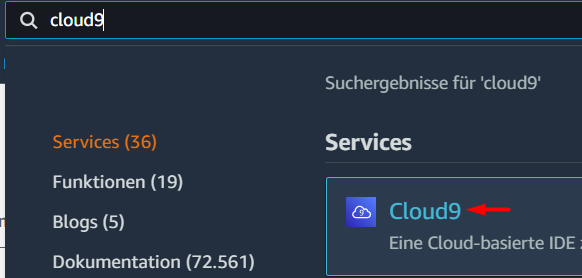 cloud9
Suchergebnisse für 'cloud9'
Services (36)
Services
Funktionen (19)
Blogs (5)
Cloud9
Eine Cloud-basierte IDE
Dokumentation (72.561)